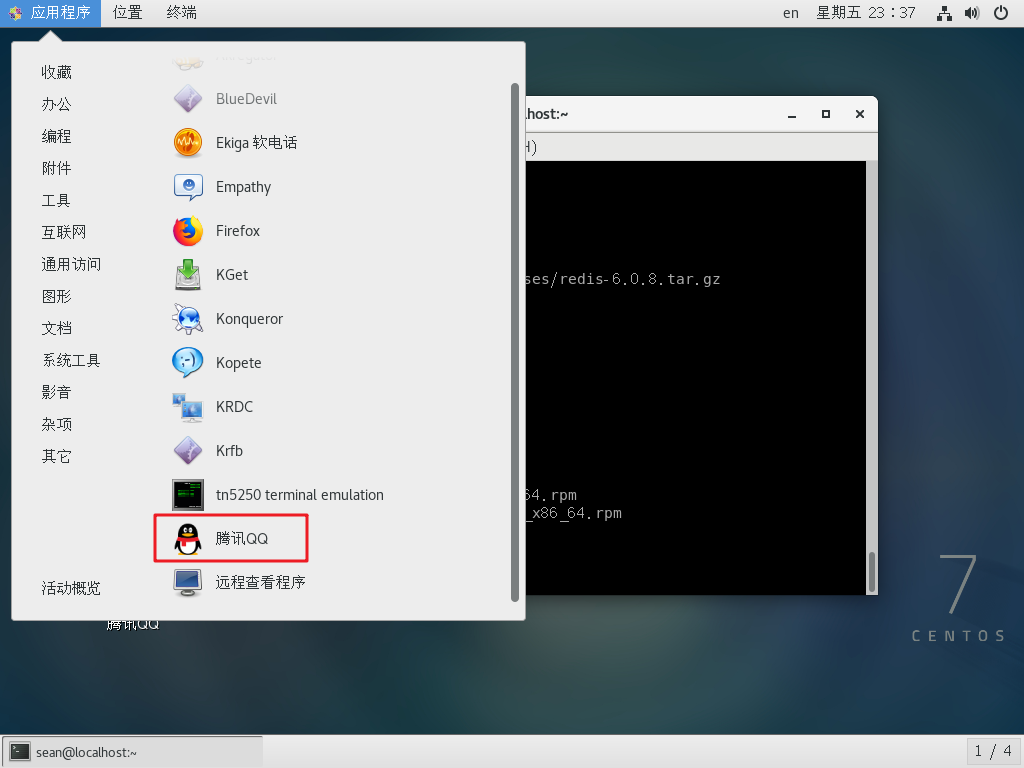 应用程序 位置 终端 en 星期五 23：37
收藏
办公
编程
附件
工具
互联网
通用访问
图形
文档
系统工具
影音
杂项
其它
活动概览
BlueDevil
Ekiga 软电话
Empathy
Firefox
KGet
Konqueror
Kopete
KRDC
Krfb
tn5250 terminal emulation
腾讯QQ
远程查看程序
lhost:~
H)
ses/redis-6.0.8.tar.gz
64.rpm
_x86_64.rpm
腾讯QQ
7
CENTOS
sean@localhost:~
1 / 4